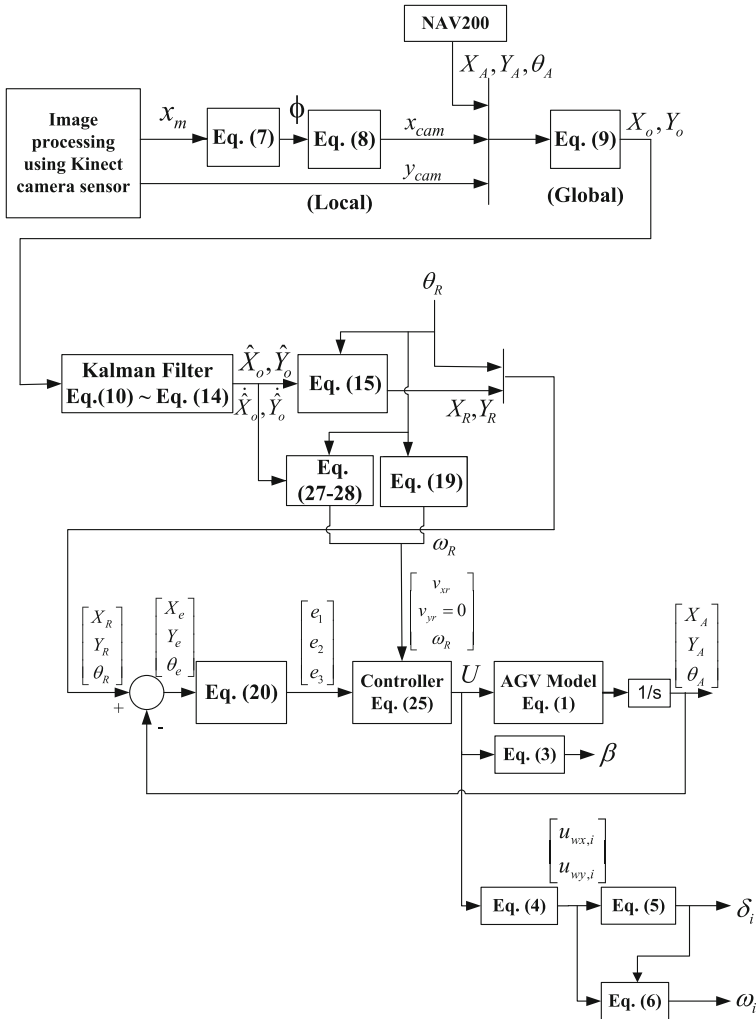 NAV200
X_A, Y_A, θ_A
Image
processing
using Kinect
camera sensor
x_m
Eq. (7)
ϕ
Eq. (8)
x_cam
y_cam
(Local)
Eq. (9)
X_o, Y_o
(Global)
θ_R
Kalman Filter
Eq.(10) ~ Eq. (14)
X̂_o, Ŷ_o
Ẋ̂_o, Ẏ̂_o
Eq. (15)
X_R, Y_R
Eq.
(27-28)
Eq. (19)
ω_R
X_R
Y_R
θ_R
+
-
X_e
Y_e
θ_e
Eq. (20)
e_1
e_2
e_3
v_xr
v_yr = 0
ω_R
Controller
Eq. (25)
U
AGV Model
Eq. (1)
1/s
X_A
Y_A
θ_A
Eq. (3)
β
u_wx,i
u_wy,i
Eq. (4)
Eq. (5)
δ_i
Eq. (6)
ω_i